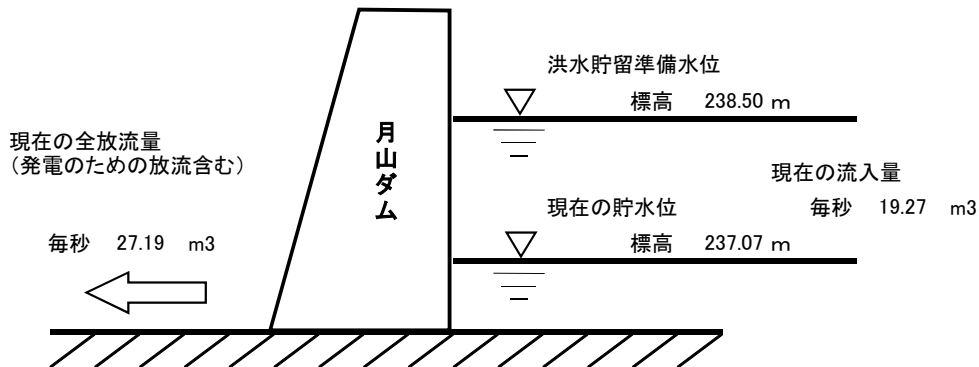 洪水貯留準備水位
標高 238.50 m
現在の全放流量
（発電のための放流含む）
月山ダム
現在の流入量
毎秒 19.27 m3
現在の貯水位
毎秒 27.19 m3
標高 237.07 m